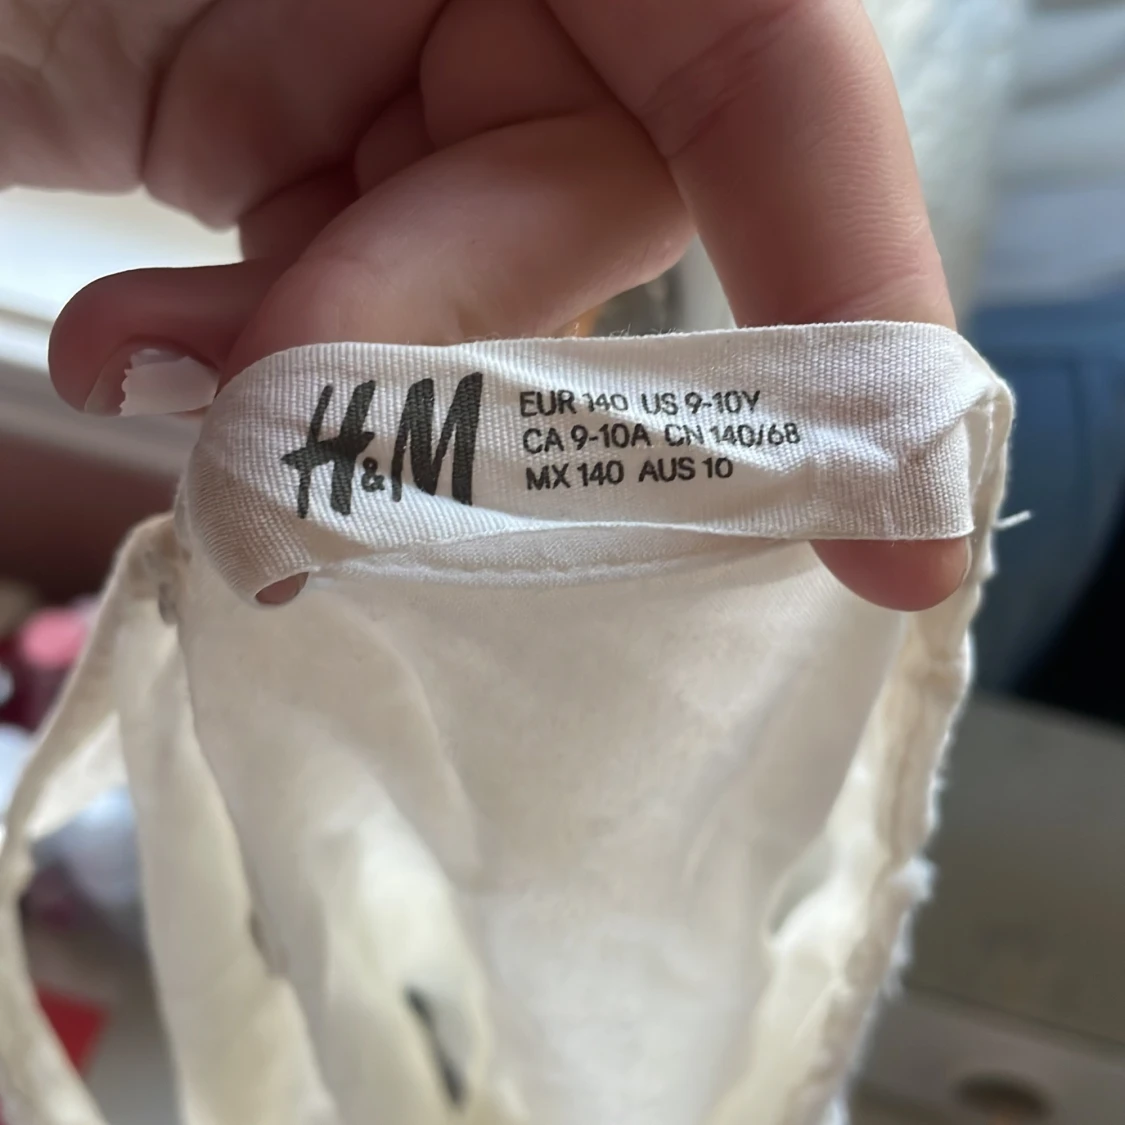 H&M
EUR 140 US 9-10Y
CA 9-10A CN 140/68
MX 140 AUS 10